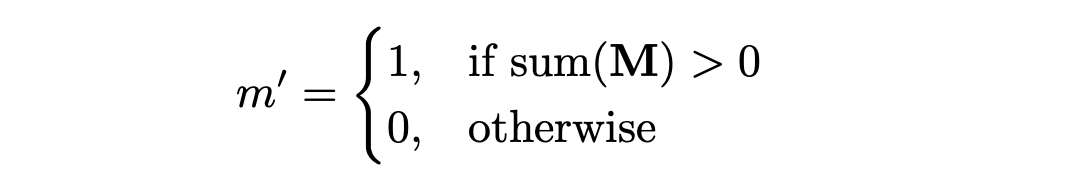 m′ = { 1, if sum(M) > 0
0, otherwise